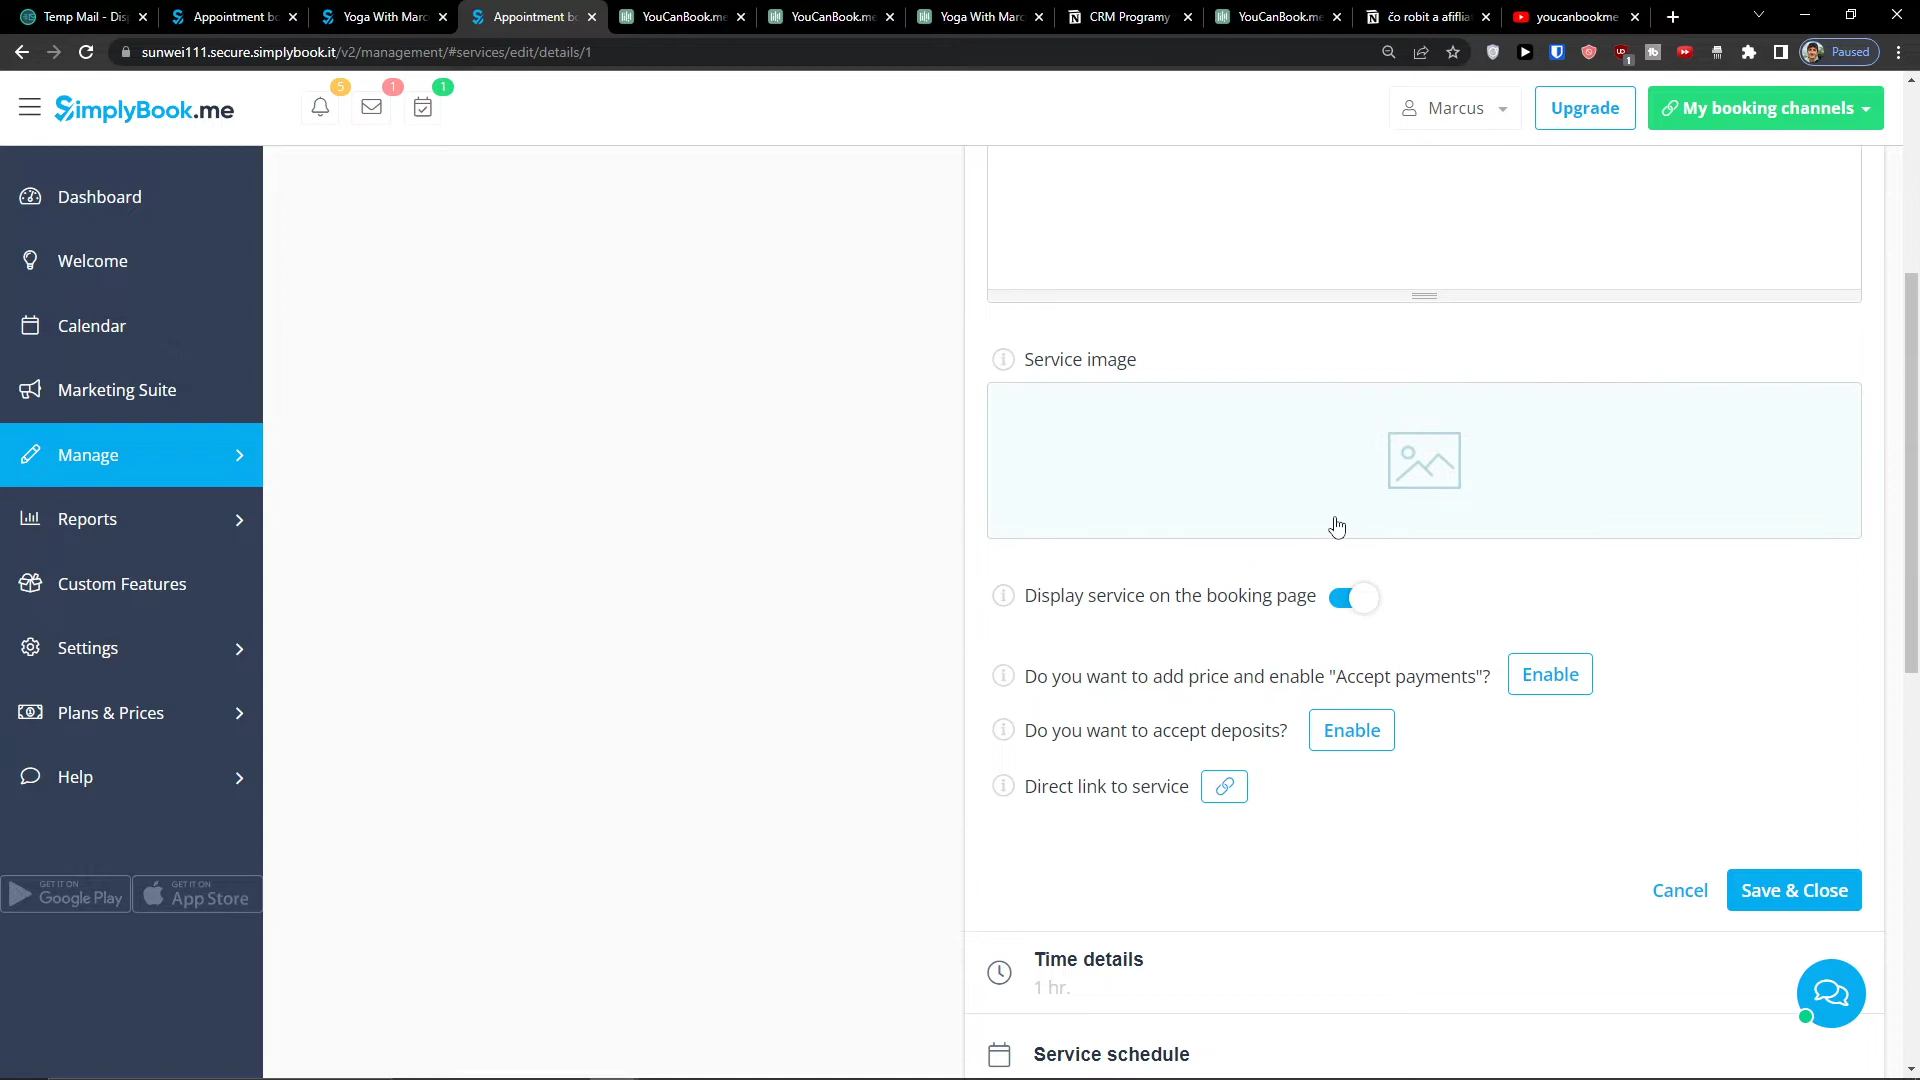 Temp Mail - Dis
Appointment bo
Yoga With Marc
Appointment bo
YouCanBook.me
YouCanBook.me
Yoga With Marc
CRM Programy
YouCanBook.me
čo robit a afilia
youcanbookme
sunwei111.secure.simplybook.it/v2/management/#services/edit/details/1
1
Paused
SimplyBook.me
5
1
1
Marcus
Upgrade
My booking channels
Dashboard
Welcome
Calendar
Marketing Suite
Manage
Reports
Custom Features
Settings
Plans & Prices
Help
GET IT ON
Google Play
GET IT ON
App Store
Service image
Display service on the booking page
Do you want to add price and enable "Accept payments"?
Enable
Do you want to accept deposits?
Enable
Direct link to service
Cancel
Save & Close
Time details
1 hr.
Service schedule